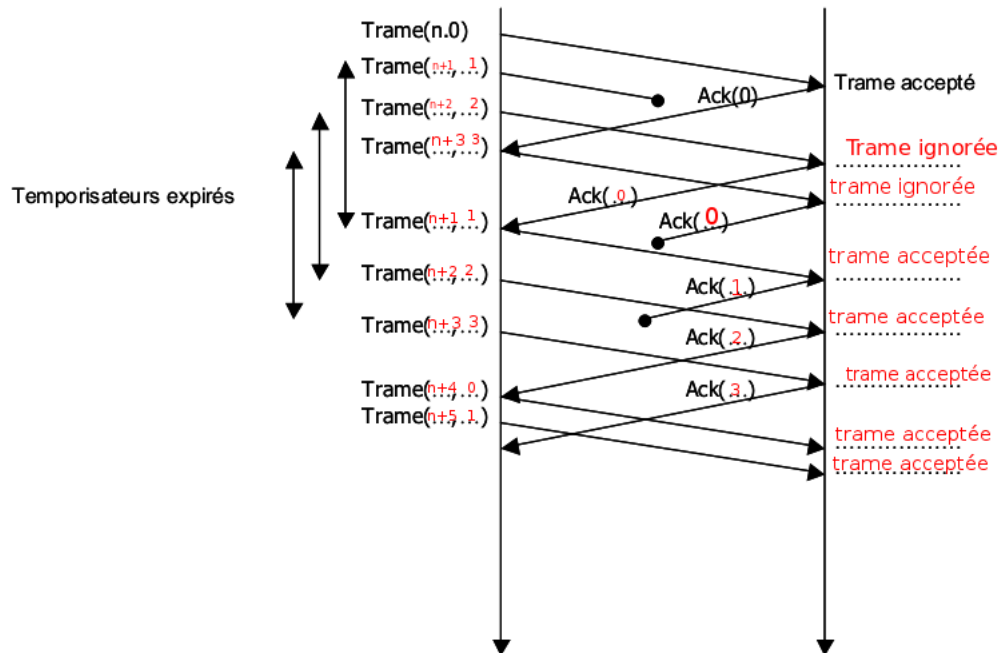 Trame(n.0)
Trame(n+1, 1)
Trame accepté
Ack(0)
Trame(n+2, 2)
Trame(n+3 3)
Trame ignorée
trame ignorée
Temporisateurs expirés
Ack(.0.)
Trame(n+1, 1)
Ack(.0.)
trame acceptée
Trame(n+2, 2.)
Ack(.1.)
trame acceptée
Trame(n+3, 3)
Ack(.2.)
trame acceptée
Trame(n+4, 0.)
Ack(.3.)
Trame(n+5, 1.)
trame acceptée
trame acceptée